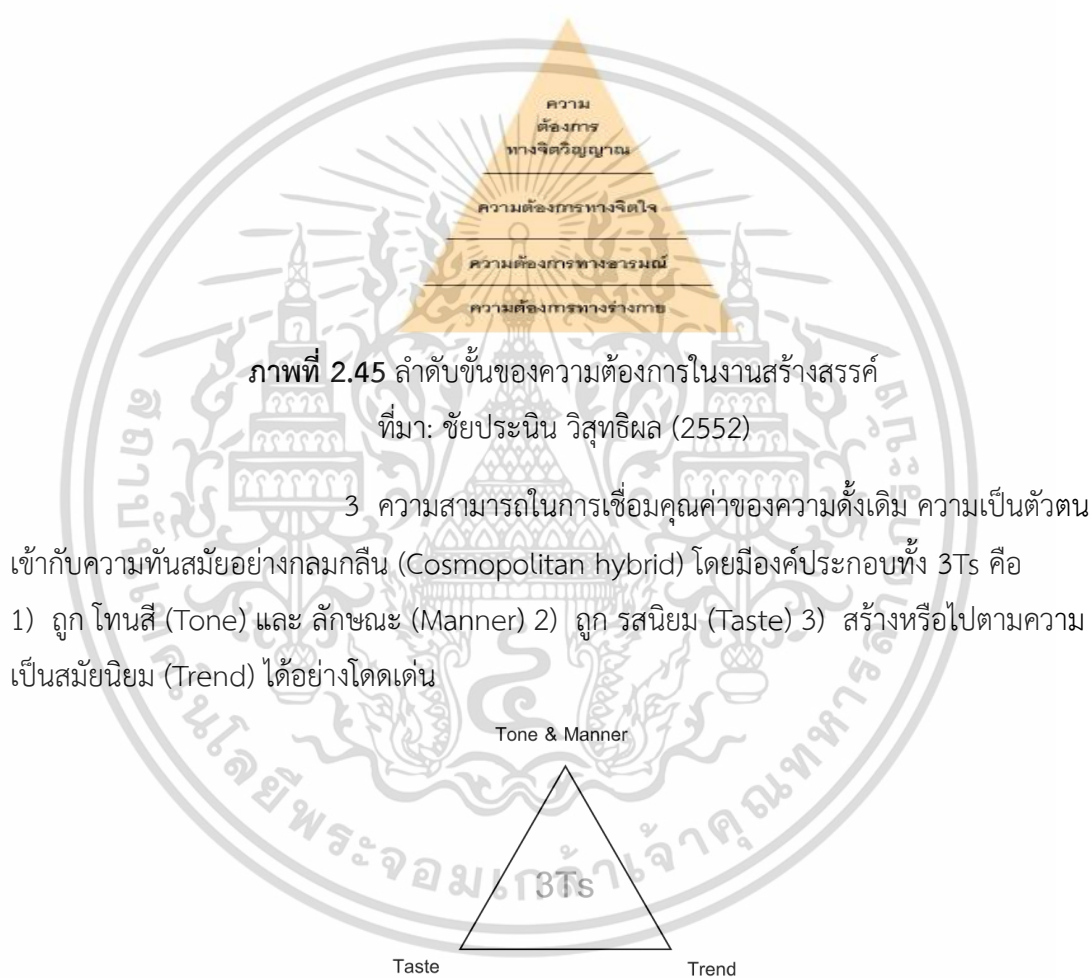 ความ
ต้องการ
ทางจิตวิญญาณ
ความต้องการทางจิตใจ
ความต้องการทางอารมณ์
ความต้องการทางร่างกาย
ภาพที่ 2.45 ลำดับขั้นของความต้องการในงานสร้างสรรค์
ที่มา: ชัยประนิน วิสุทธิผล (2552)
3 ความสามารถในการเชื่อมคุณค่าของความดั้งเดิม ความเป็นตัวตน
เข้ากับความทันสมัยอย่างกลมกลืน (Cosmopolitan hybrid) โดยมีองค์ประกอบทั้ง 3Ts คือ
1) ถูก โทนสี (Tone) และ ลักษณะ (Manner) 2) ถูก รสนิยม (Taste) 3) สร้างหรือไปตามความ
เป็นสมัยนิยม (Trend) ได้อย่างโดดเด่น
Tone & Manner
3Ts
Taste Trend